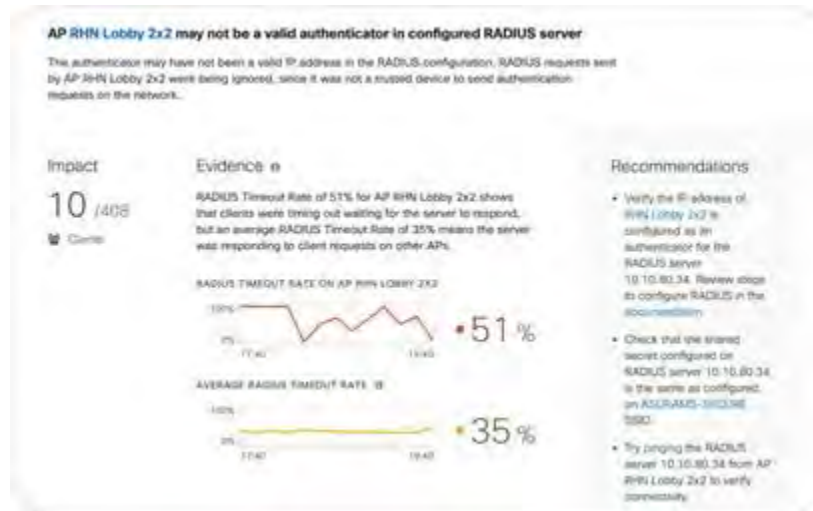 AP RHN Lobby 2x2 may not be a valid authenticator in configured RADIUS server
This authenticator may have not been a valid IP address in the RADIUS configuration. RADIUS requests sent
by AP RHN Lobby 2x2 were being ignored, since it was not a trusted device to send authentication
requests on the network.
Impact
10 /408
Clients
Evidence
RADIUS Timeout Rate of 51% for AP RHN Lobby 2x2 shows
that clients were timing out waiting for the server to respond,
but an average RADIUS Timeout Rate of 35% means the server
was responding to client requests on other APs.
RADIUS TIMEOUT RATE ON AP RHN LOBBY 2X2
100%
0%
17:40
19:40
51 %
AVERAGE RADIUS TIMEOUT RATE
100%
0%
17:40
19:40
35 %
Recommendations
• Verify the IP address of
RHN Lobby 2x2 is
configured as an
authenticator for the
RADIUS server
10.10.80.34. Review steps
to configure RADIUS in the
documentation
• Check that the shared
secret configured on
RADIUS server 10.10.80.34
is the same as configured
on
SSID.
• Try pinging the RADIUS
server 10.10.80.34 from AP
RHN Lobby 2x2 to verify
connectivity.